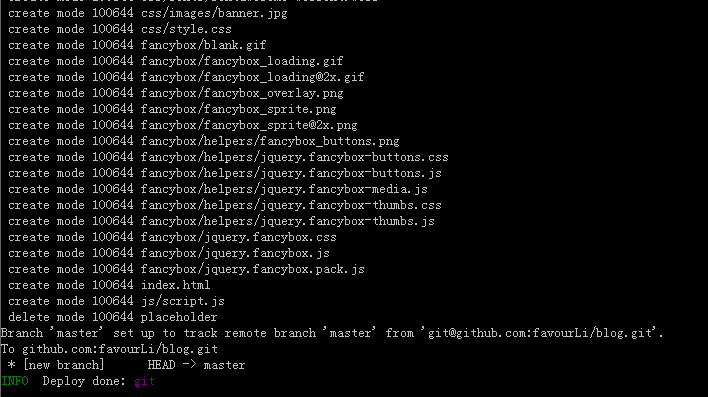 create mode 100644 css/images/banner.jpg
create mode 100644 css/style.css
create mode 100644 fancybox/blank.gif
create mode 100644 fancybox/fancybox_loading.gif
create mode 100644 fancybox/fancybox_loading@2x.gif
create mode 100644 fancybox/fancybox_overlay.png
create mode 100644 fancybox/fancybox_sprite.png
create mode 100644 fancybox/fancybox_sprite@2x.png
create mode 100644 fancybox/helpers/fancybox_buttons.png
create mode 100644 fancybox/helpers/jquery.fancybox-buttons.css
create mode 100644 fancybox/helpers/jquery.fancybox-buttons.js
create mode 100644 fancybox/helpers/jquery.fancybox-media.js
create mode 100644 fancybox/helpers/jquery.fancybox-thumbs.css
create mode 100644 fancybox/helpers/jquery.fancybox-thumbs.js
create mode 100644 fancybox/jquery.fancybox.css
create mode 100644 fancybox/jquery.fancybox.js
create mode 100644 fancybox/jquery.fancybox.pack.js
create mode 100644 index.html
create mode 100644 js/script.js
delete mode 100644 placeholder
Branch 'master' set up to track remote branch 'master' from 'git@github.com:favourLi/blog.git'.
To github.com:favourLi/blog.git
* [new branch]      HEAD -> master
INFO  Deploy done: git